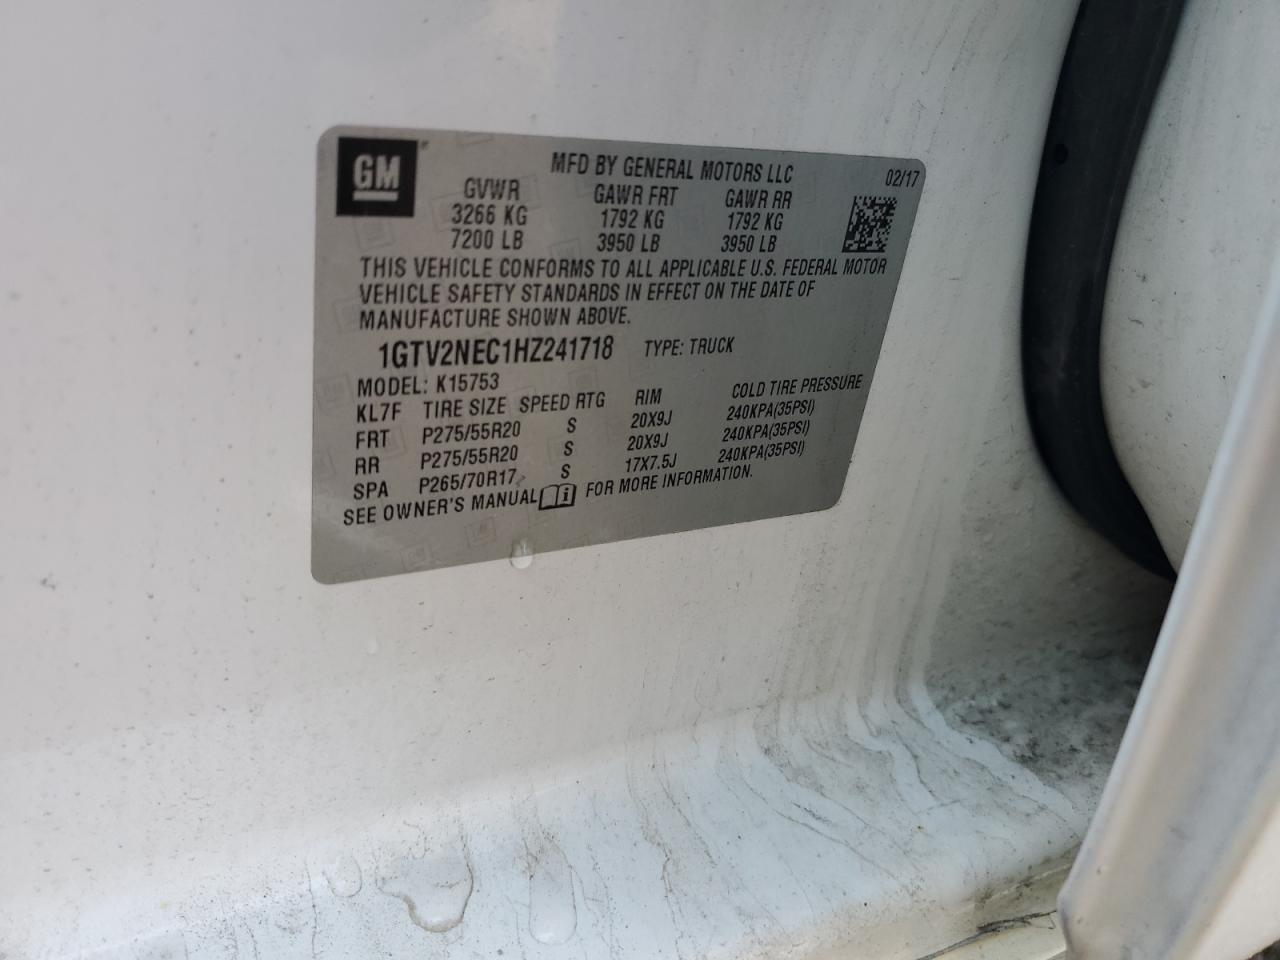 GM
MFD BY GENERAL MOTORS LLC 02/17
GVWR GAWR FRT GAWR RR
3266 KG 1792 KG 1792 KG
7200 LB 3950 LB 3950 LB
THIS VEHICLE CONFORMS TO ALL APPLICABLE U.S. FEDERAL MOTOR
VEHICLE SAFETY STANDARDS IN EFFECT ON THE DATE OF
MANUFACTURE SHOWN ABOVE.
1GTV2NEC1HZ241718 TYPE: TRUCK
MODEL: K15753
KL7F TIRE SIZE SPEED RTG RIM COLD TIRE PRESSURE
FRT P275/55R20 S 20X9J 240KPA(35PSI)
RR P275/55R20 S 20X9J 240KPA(35PSI)
SPA P265/70R17 S 17X7.5J 240KPA(35PSI)
SEE OWNER'S MANUAL i FOR MORE INFORMATION.